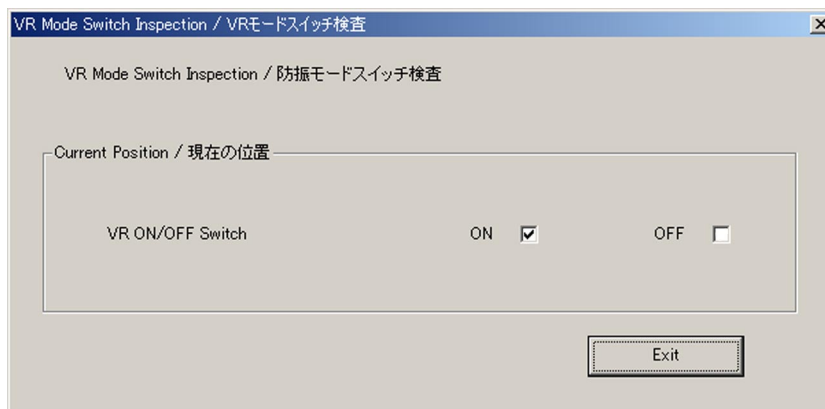 VR Mode Switch Inspection / VRモードスイッチ検査
VR Mode Switch Inspection / 防振モードスイッチ検査
Current Position / 現在の位置
VR ON/OFF Switch ON OFF
Exit